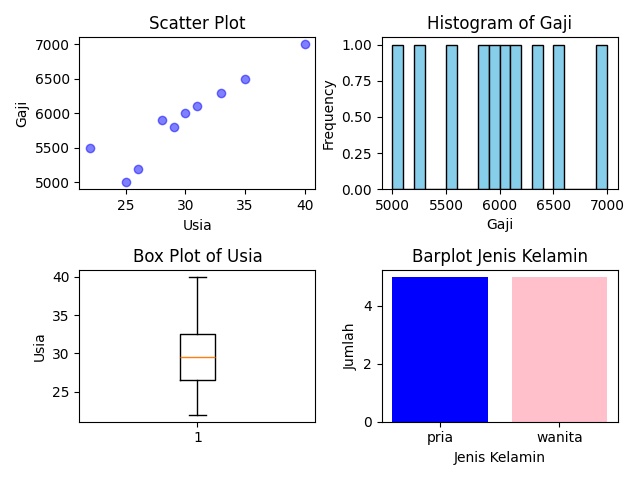 Scatter Plot
7000
6500
6000
5500
5000
Gaji
25
30
35
40
Usia
Histogram of Gaji
1.00
0.75
0.50
0.25
0.00
Frequency
5000
5500
6000
6500
7000
Gaji
Box Plot of Usia
40
35
30
25
Usia
1
Barplot Jenis Kelamin
4
2
0
Jumlah
pria
wanita
Jenis Kelamin